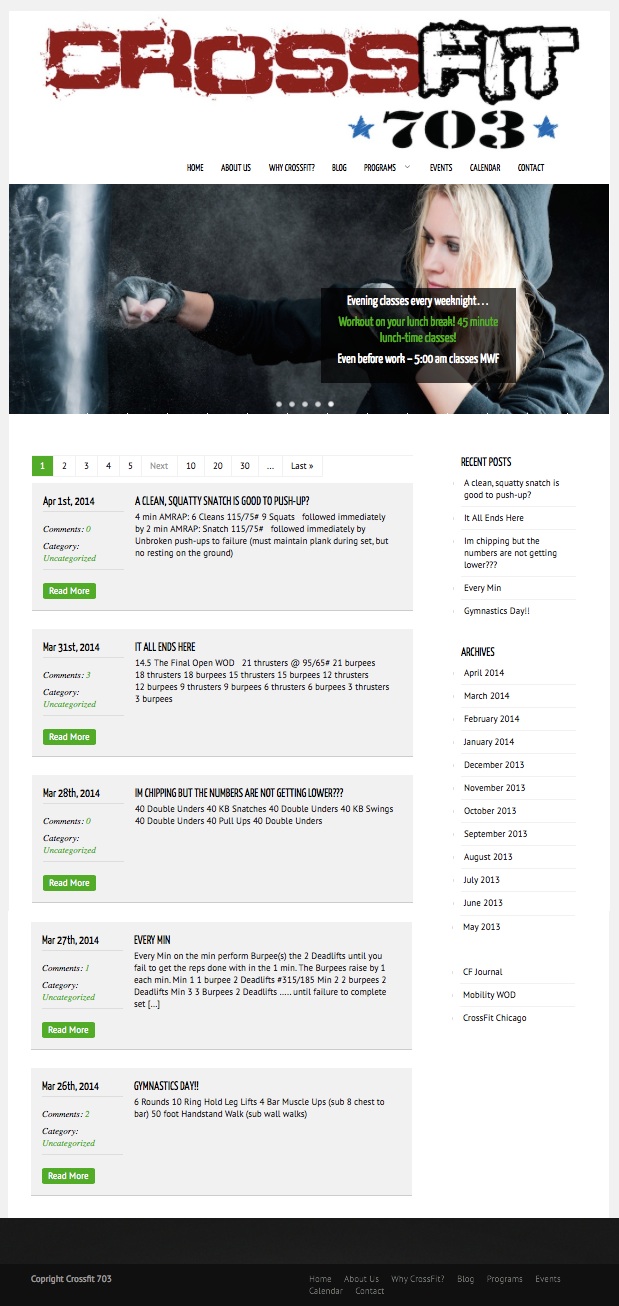 CROSSFIT
703
HOME ABOUT US WHY CROSSFIT? BLOG PROGRAMS EVENTS CALENDAR CONTACT
Evening classes every weeknight...
Workout on your lunch break! 45 minute
lunch-time classes!
Even before work – 5:00 am classes MWF
1 2 3 4 5 Next 10 20 30 ... Last »
Apr 1st, 2014
Comments: 0
Category:
Uncategorized
Read More
A CLEAN, SQUATTY SNATCH IS GOOD TO PUSH-UP?
4 min AMRAP: 6 Cleans 115/75# 9 Squats followed immediately
by 2 min AMRAP: Snatch 115/75# followed immediately by
Unbroken push-ups to failure (must maintain plank during set, but
no resting on the ground)
Mar 31st, 2014
Comments: 3
Category:
Uncategorized
Read More
IT ALL ENDS HERE
14.5 The Final Open WOD 21 thrusters @ 95/65# 21 burpees
18 thrusters 18 burpees 15 thrusters 15 burpees 12 thrusters
12 burpees 9 thrusters 9 burpees 6 thrusters 6 burpees 3 thrusters
3 burpees
Mar 28th, 2014
Comments: 0
Category:
Uncategorized
Read More
IM CHIPPING BUT THE NUMBERS ARE NOT GETTING LOWER???
40 Double Unders 40 KB Snatches 40 Double Unders 40 KB Swings
40 Double Unders 40 Pull Ups 40 Double Unders
Mar 27th, 2014
Comments: 1
Category:
Uncategorized
Read More
EVERY MIN
Every Min on the min perform Burpee(s) the 2 Deadlifts until you
fail to get the reps done with in the 1 min. The Burpees raise by 1
each min. Min 1 1 burpee 2 Deadlifts #315/185 Min 2 2 burpees 2
Deadlifts Min 3 3 Burpees 2 Deadlifts ..... until failure to complete
set [...]
Mar 26th, 2014
Comments: 2
Category:
Uncategorized
Read More
GYMNASTICS DAY!!
6 Rounds 10 Ring Hold Leg Lifts 4 Bar Muscle Ups (sub 8 chest to
bar) 50 foot Handstand Walk (sub wall walks)
RECENT POSTS
A clean, squatty snatch is
good to push-up?
It All Ends Here
Im chipping but the
numbers are not getting
lower???
Every Min
Gymnastics Day!!
ARCHIVES
April 2014
March 2014
February 2014
January 2014
December 2013
November 2013
October 2013
September 2013
August 2013
July 2013
June 2013
May 2013
CF Journal
Mobility WOD
CrossFit Chicago
Copright Crossfit 703
Home About Us Why CrossFit? Blog Programs Events
Calendar Contact